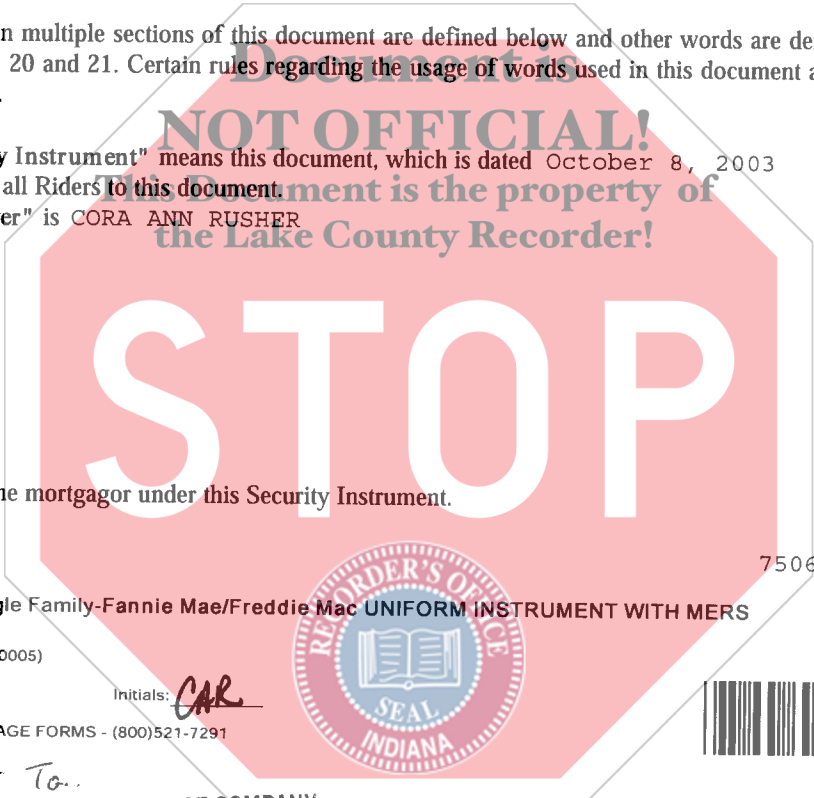 n multiple sections of this document are defined below and other words are de
20 and 21. Certain rules regarding the usage of words used in this document a
Document is
NOT OFFICIAL!
y Instrument" means this document, which is dated October 8, 2003
all Riders to this document.
This Document is the property of
er" is CORA ANN RUSHER
the Lake County Recorder!
STOP
e mortgagor under this Security Instrument.
7506
gle Family-Fannie Mae/Freddie Mac UNIFORM INSTRUMENT WITH MERS
0005)
Initials: CAR
AGE FORMS - (800)521-7291
To
RECORDER'S OFFICE
SEAL
INDIANA